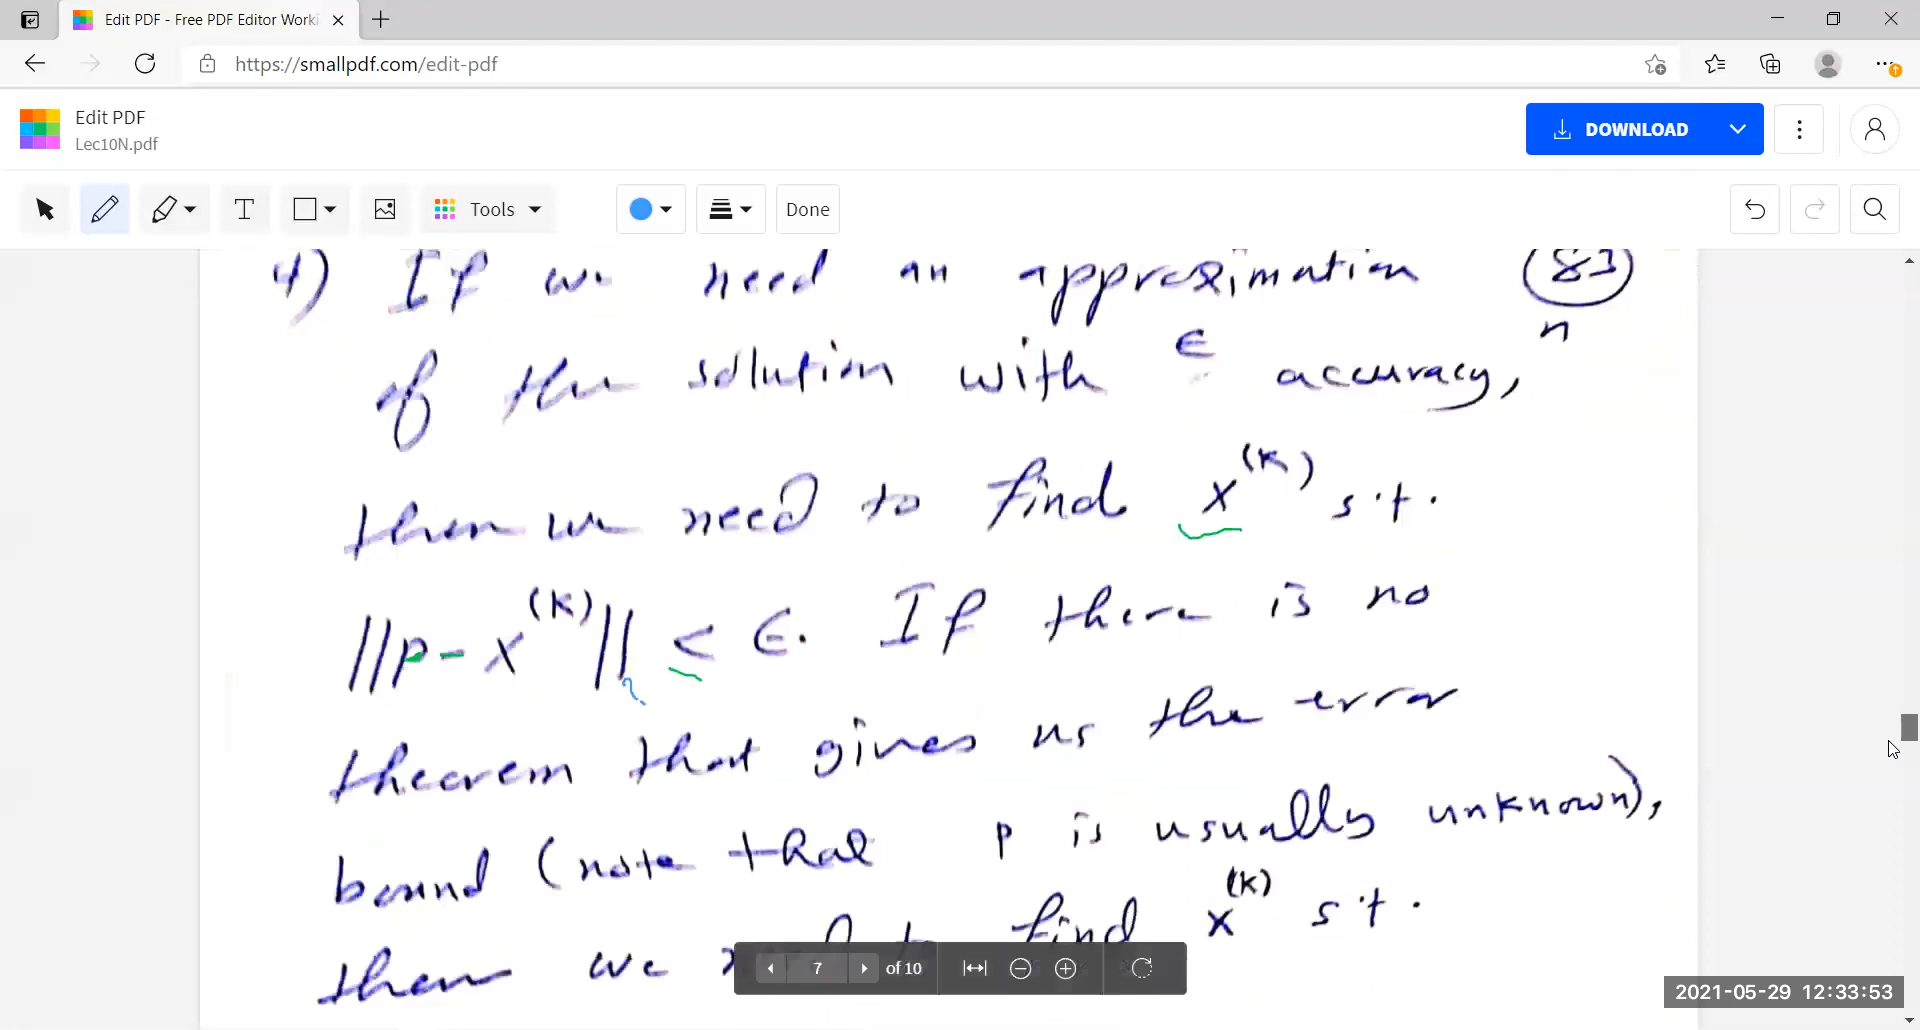 Edit PDF - Free PDF Editor Worki
https://smallpdf.com/edit-pdf
Edit PDF
Lec10N.pdf
DOWNLOAD
T
Tools
Done
4) If we need an approximation (83)
n
of the solution with ϵ accuracy,
then we need to find x^(k) s.t.
||p-x^(k)|| < ϵ. If there is no
?
theorem that gives us the error
bound (note that p is usually unknown),
then we to find x^(k) s.t.
7 of 10
2021-05-29 12:33:53